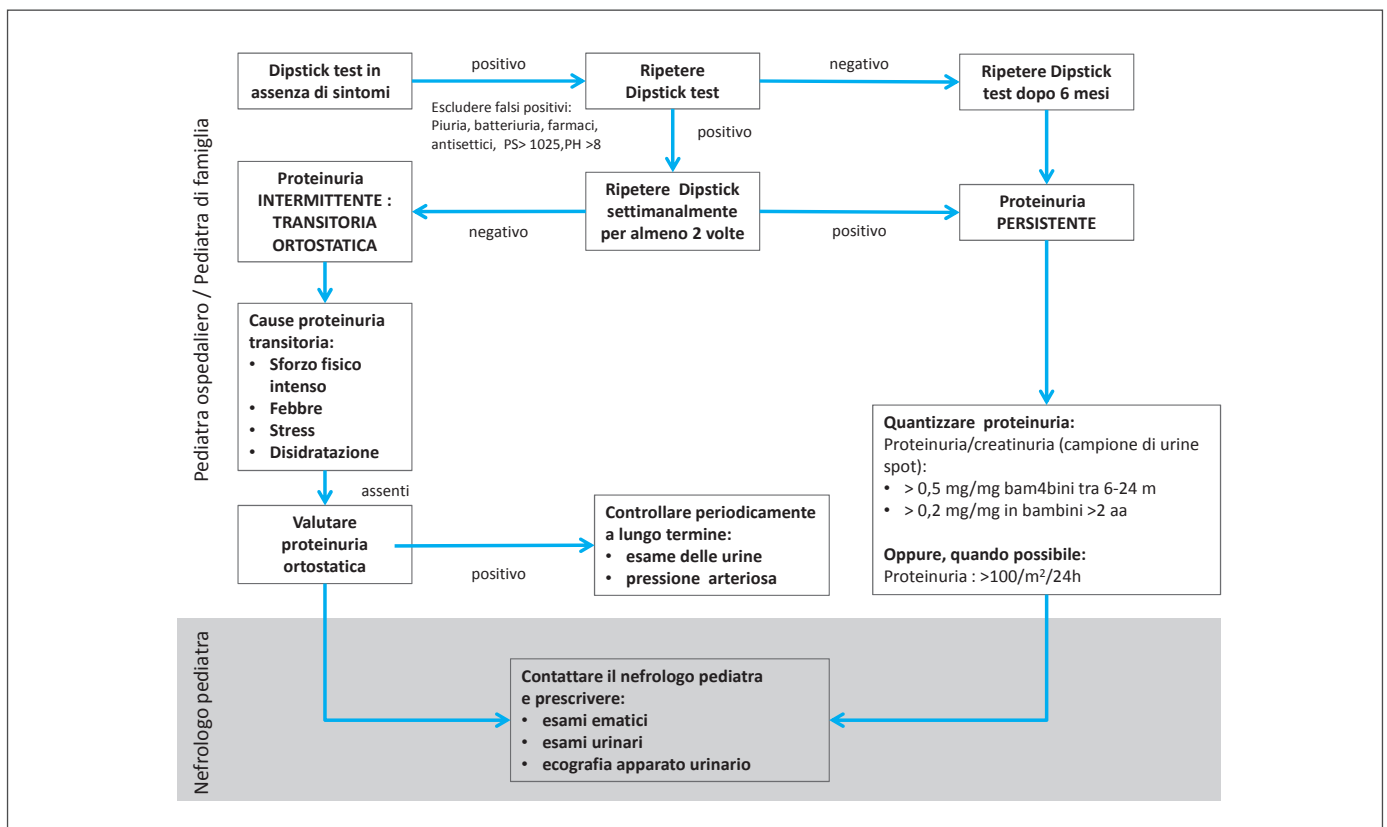 Pediatra ospedaliero / Pediatra di famiglia
Dipstick test in
assenza di sintomi
positivo
Escludere falsi positivi:
Piuria, batteriuria, farmaci,
antisettici, PS> 1025,PH >8
Ripetere
Dipstick test
negativo
Ripetere Dipstick
test dopo 6 mesi
positivo
Proteinuria
INTERMITTENTE :
TRANSITORIA
ORTOSTATICA
negativo
Ripetere Dipstick
settimanalmente
per almeno 2 volte
positivo
Proteinuria
PERSISTENTE
Cause proteinuria
transitoria:
• Sforzo fisico
intenso
• Febbre
• Stress
• Disidratazione
assenti
Valutare
proteinuria
ortostatica
positivo
Controllare periodicamente
a lungo termine:
• esame delle urine
• pressione arteriosa
Quantizzare proteinuria:
Proteinuria/creatinuria (campione di urine
spot):
• > 0,5 mg/mg bam4bini tra 6-24 m
• > 0,2 mg/mg in bambini >2 aa
Oppure, quando possibile:
Proteinuria : >100/m²/24h
Nefrologo pediatra
Contattare il nefrologo pediatra
e prescrivere:
• esami ematici
• esami urinari
• ecografia apparato urinario